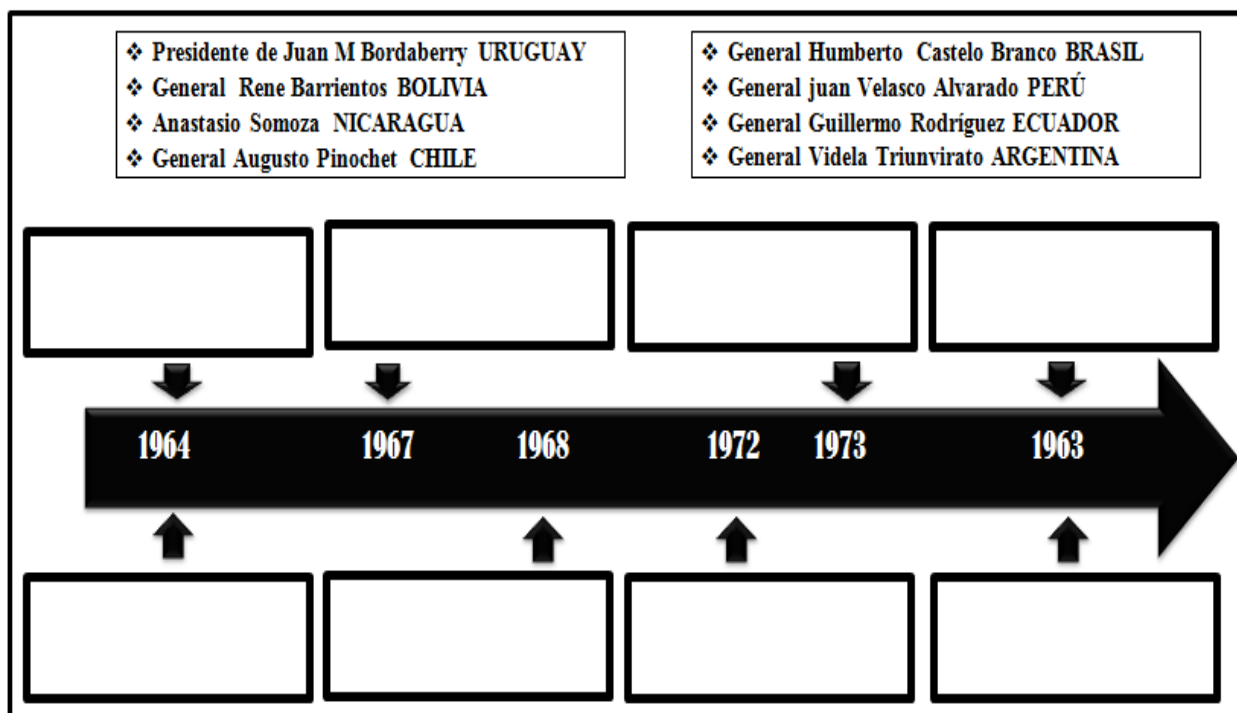 ❖ Presidente de Juan M Bordaberry URUGUAY
❖ General Rene Barrientos BOLIVIA
❖ Anastasio Somoza NICARAGUA
❖ General Augusto Pinochet CHILE
❖ General Humberto Castelo Branco BRASIL
❖ General juan Velasco Alvarado PERÚ
❖ General Guillermo Rodríguez ECUADOR
❖ General Videla Triunvirato ARGENTINA
1964 1967 1968 1972 1973 1963